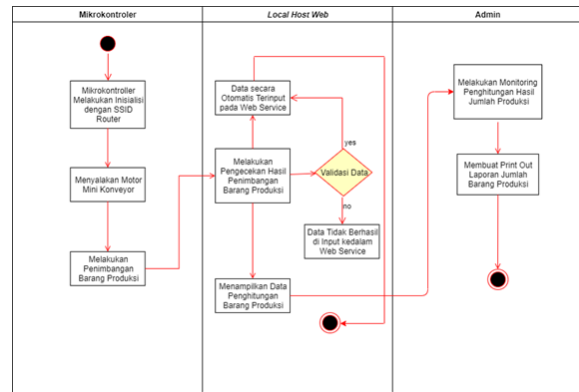 Mikrokontroler
Local Host Web
Admin
Mikrokontroller
Melakukan Inisialisi
dengan SSID
Router
Menyalakan Motor
Mini Konveyor
Melakukan
Penimbangan
Barang Produksi
Data secara
Otomatis Terinput
pada Web Service
yes
Melakukan
Pengecekan Hasil
Penimbangan
Barang Produksi
Validasi Data
no
Data Tidak Berhasil
di Input kedalam
Web Service
Menampilkan Data
Penghitungan
Barang Produksi
Melakukan Monitoring
Penghitungan Hasil
Jumlah Produksi
Membuat Print Out
Laporan Jumlah
Barang Produksi